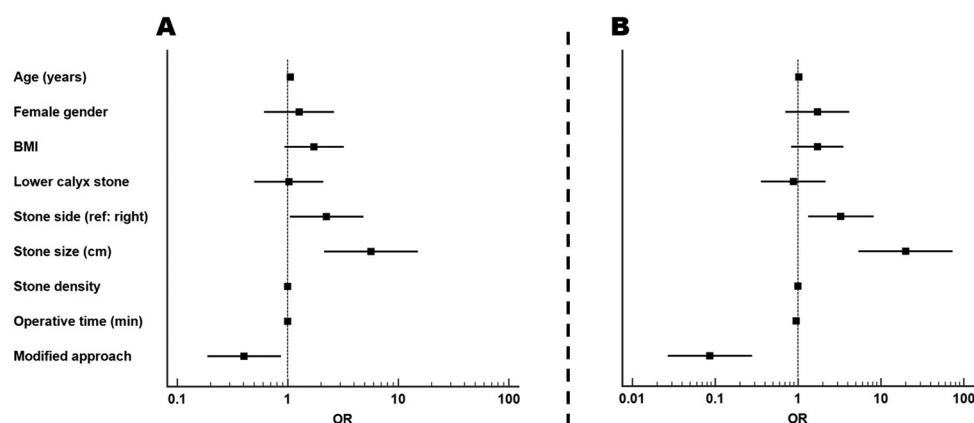 A
B
Age (years)
Female gender
BMI
Lower calyx stone
Stone side (ref: right)
Stone size (cm)
Stone density
Operative time (min)
Modified approach
0.1 1 10 100
0.01 0.1 1 10 100
OR
OR